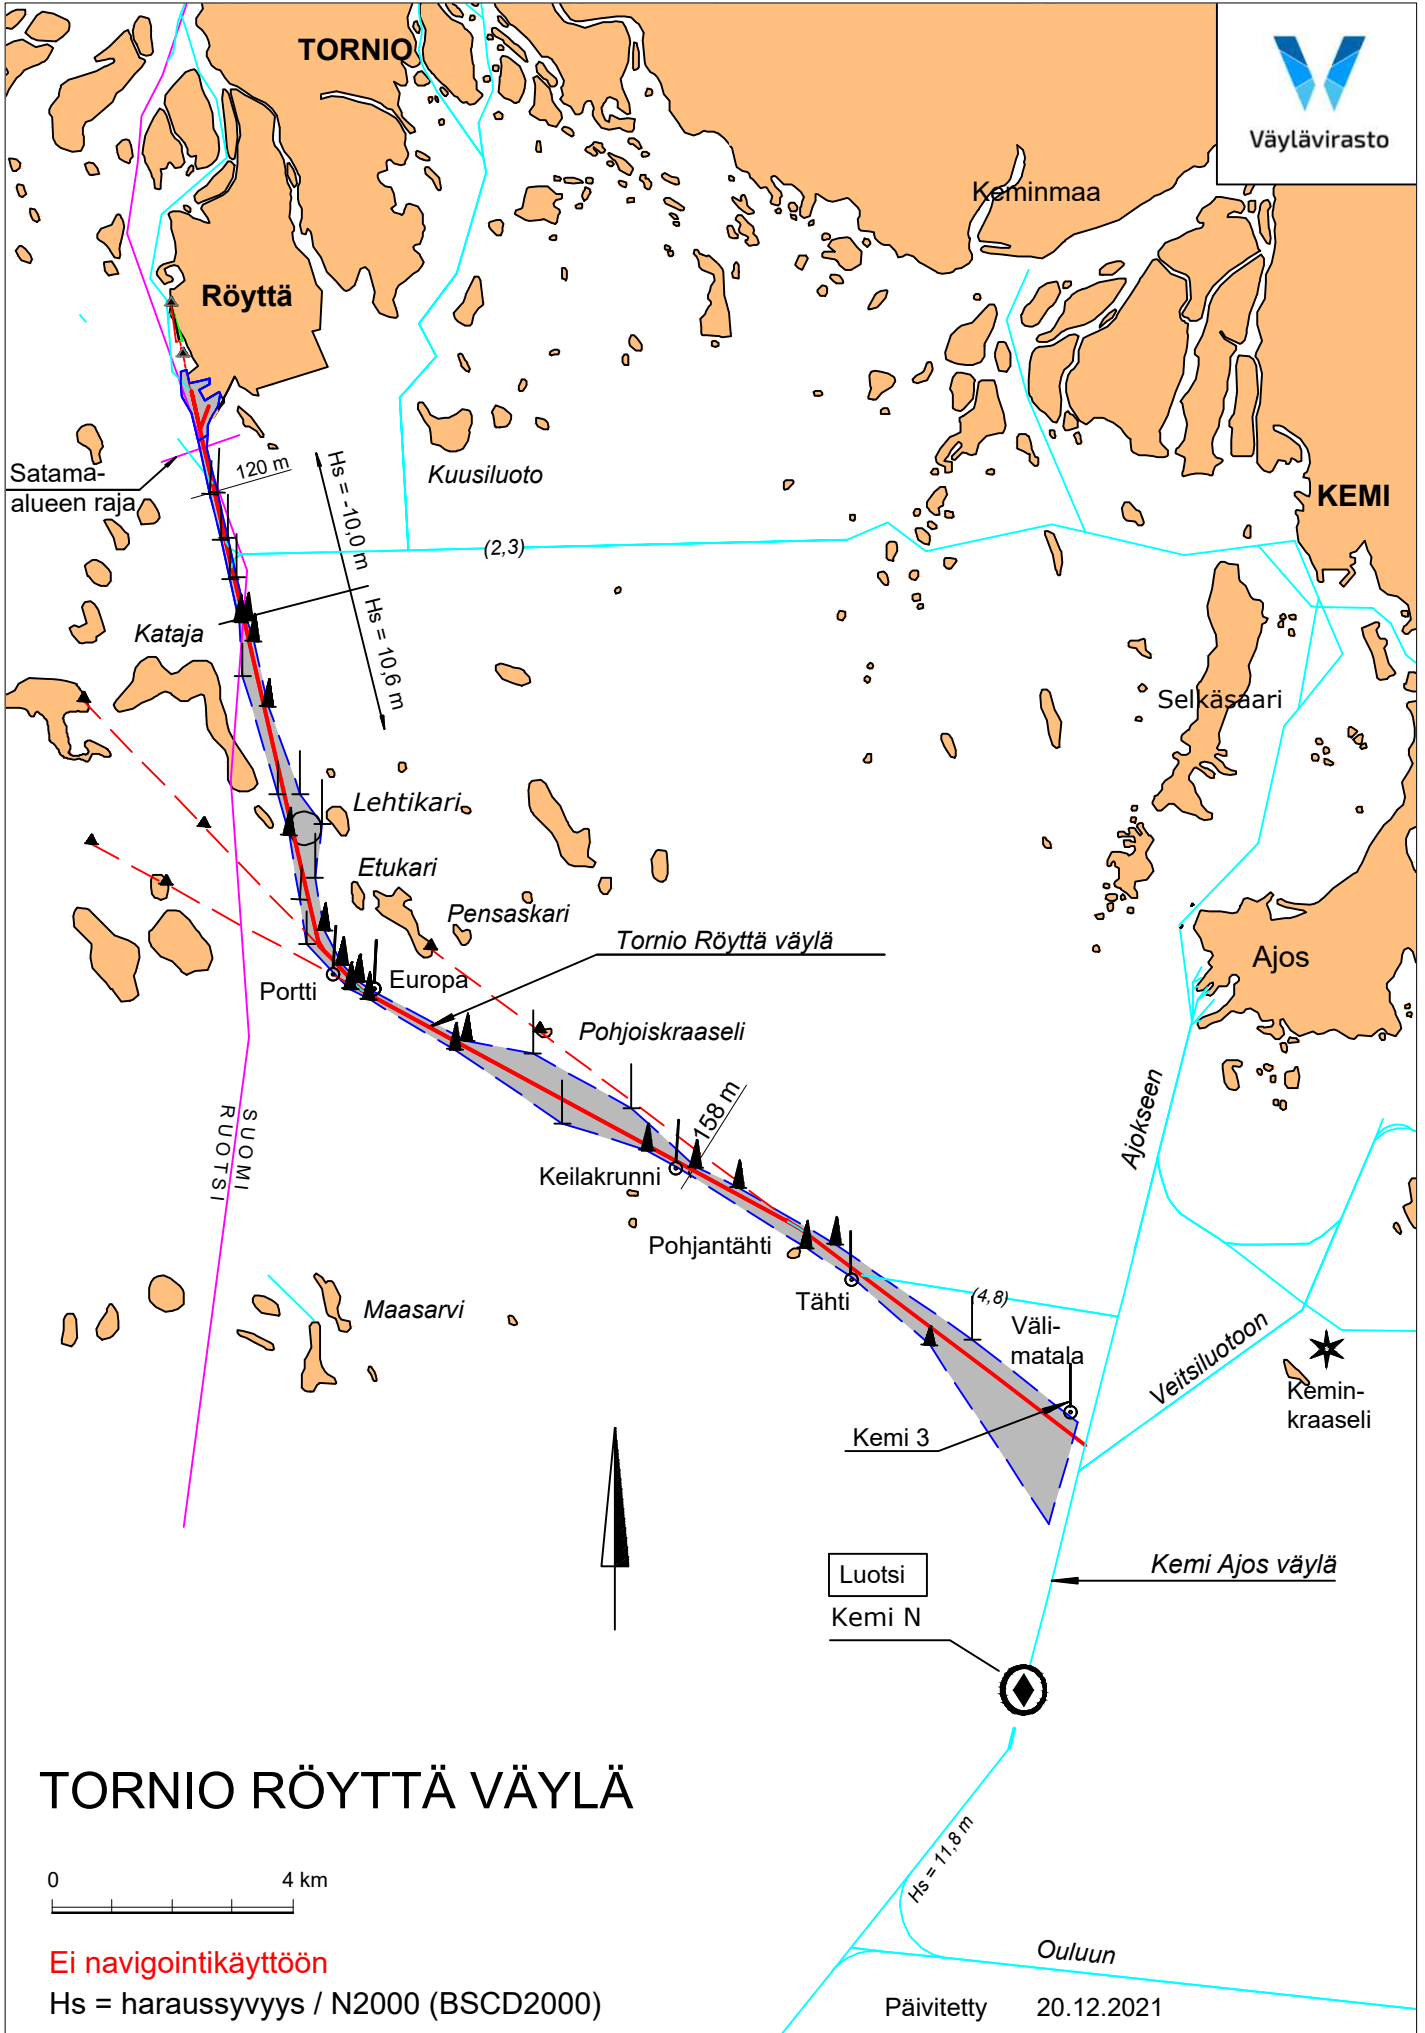 TORNIO
Väylävirasto
Keminmaa
Röyttä
Satama-
alueen raja
120 m
Hs = -10,0 m
Hs = 10,6 m
Kuusiluoto
KEMI
(2,3)
Kataja
Selkäsaari
Lehtikari
Etukari
Pensaskari
Tornio Röyttä väylä
Ajos
Portti
Europa
Pohjoiskraaseli
158 m
Ajokseen
SUOMI
RUOTSI
Keilakrunni
Pohjantähti
Tähti
(4,8)
Väli-
matala
Maasarvi
Veitsiluotoon
Kemin-
kraaseli
Kemi 3
Luotsi
Kemi N
Kemi Ajos väylä
TORNIO RÖYTTÄ VÄYLÄ
0 4 km
Hs = 11,8 m
Ouluun
Ei navigointikäyttöön
Hs = haraussyvyys / N2000 (BSCD2000)
Päivitetty 20.12.2021